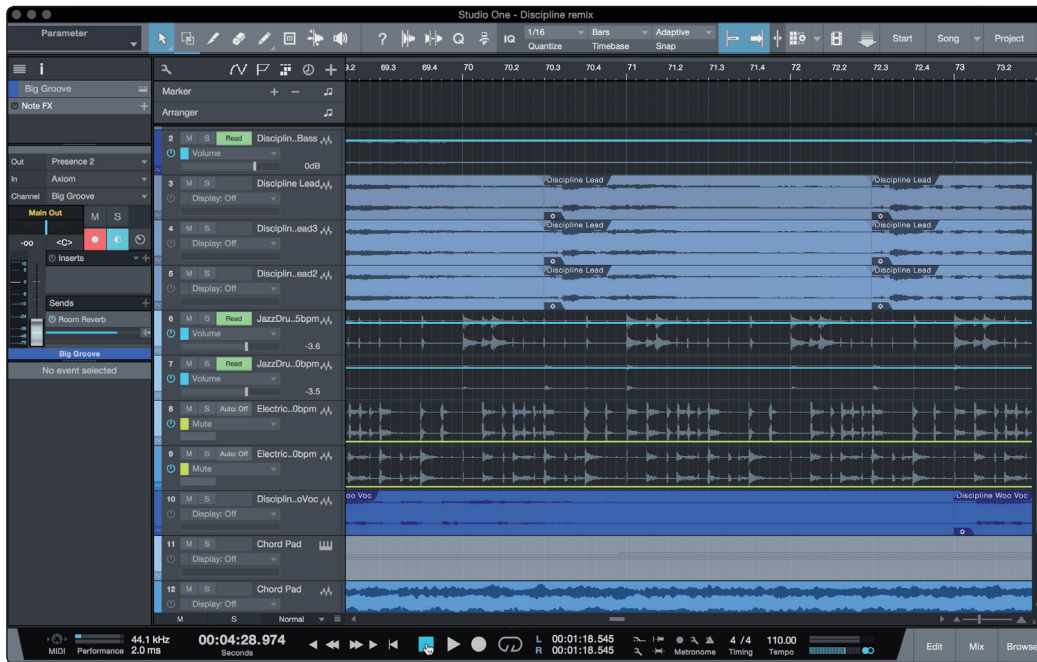 Studio One - Discipline remix
Parameter
IQ
1/16
Quantize
Bars
Timebase
Adaptive
Snap
Start
Song
Project
Big Groove
Note FX
Out Presence 2
In Axiom
Channel Big Groove
Main Out
M S
-oo <C>
Inserts
Sends
Room Reverb
Big Groove
No event selected
9.2 69.3 69.4 70 70.2 70.3 70.4 71 71.2 71.3 71.4 72 72.2 72.3 72.4 73 73.2
Marker
Arranger
2 M S Read Disciplin..Bass
Volume
0dB
3 M S Discipline Lead
Display: Off
Discipline Lead
Discipline Lead
4 M S Disciplin..ead3
Display: Off
Discipline Lead
Discipline Lead
5 M S Disciplin..ead2
Display: Off
Discipline Lead
Discipline Lead
6 M S Read JazzDru..5bpm
Volume
-3.6
7 M S Read JazzDru..0bpm
Volume
-3.5
8 M S Auto: Off Electric..0bpm
Mute
9 M S Auto: Off Electric..0bpm
Mute
10 M S Disciplin..oVoc
Display: Off
oo Voc
Discipline Woo Voc
11 M S Chord Pad
Display: Off
12 M S Chord Pad
Display: Off
M S Normal
MIDI
Performance
44.1 kHz
2.0 ms
00:04:28.974
Seconds
L 00:01:18.545
R 00:01:18.545
Metronome
4 / 4
Timing
110.00
Tempo
Edit
Mix
Browse